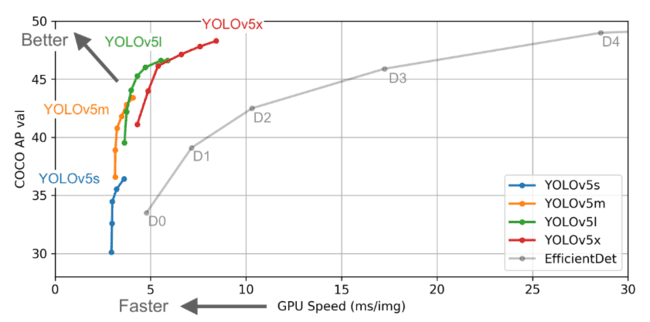 50
45
40
35
30
COCO AP val
Better
YOLOv5x
YOLOv5l
YOLOv5m
YOLOv5s
D4
D3
D2
D1
D0
YOLOv5s
YOLOv5m
YOLOv5l
YOLOv5x
EfficientDet
0 5 10 15 20 25 30
Faster GPU Speed (ms/img)